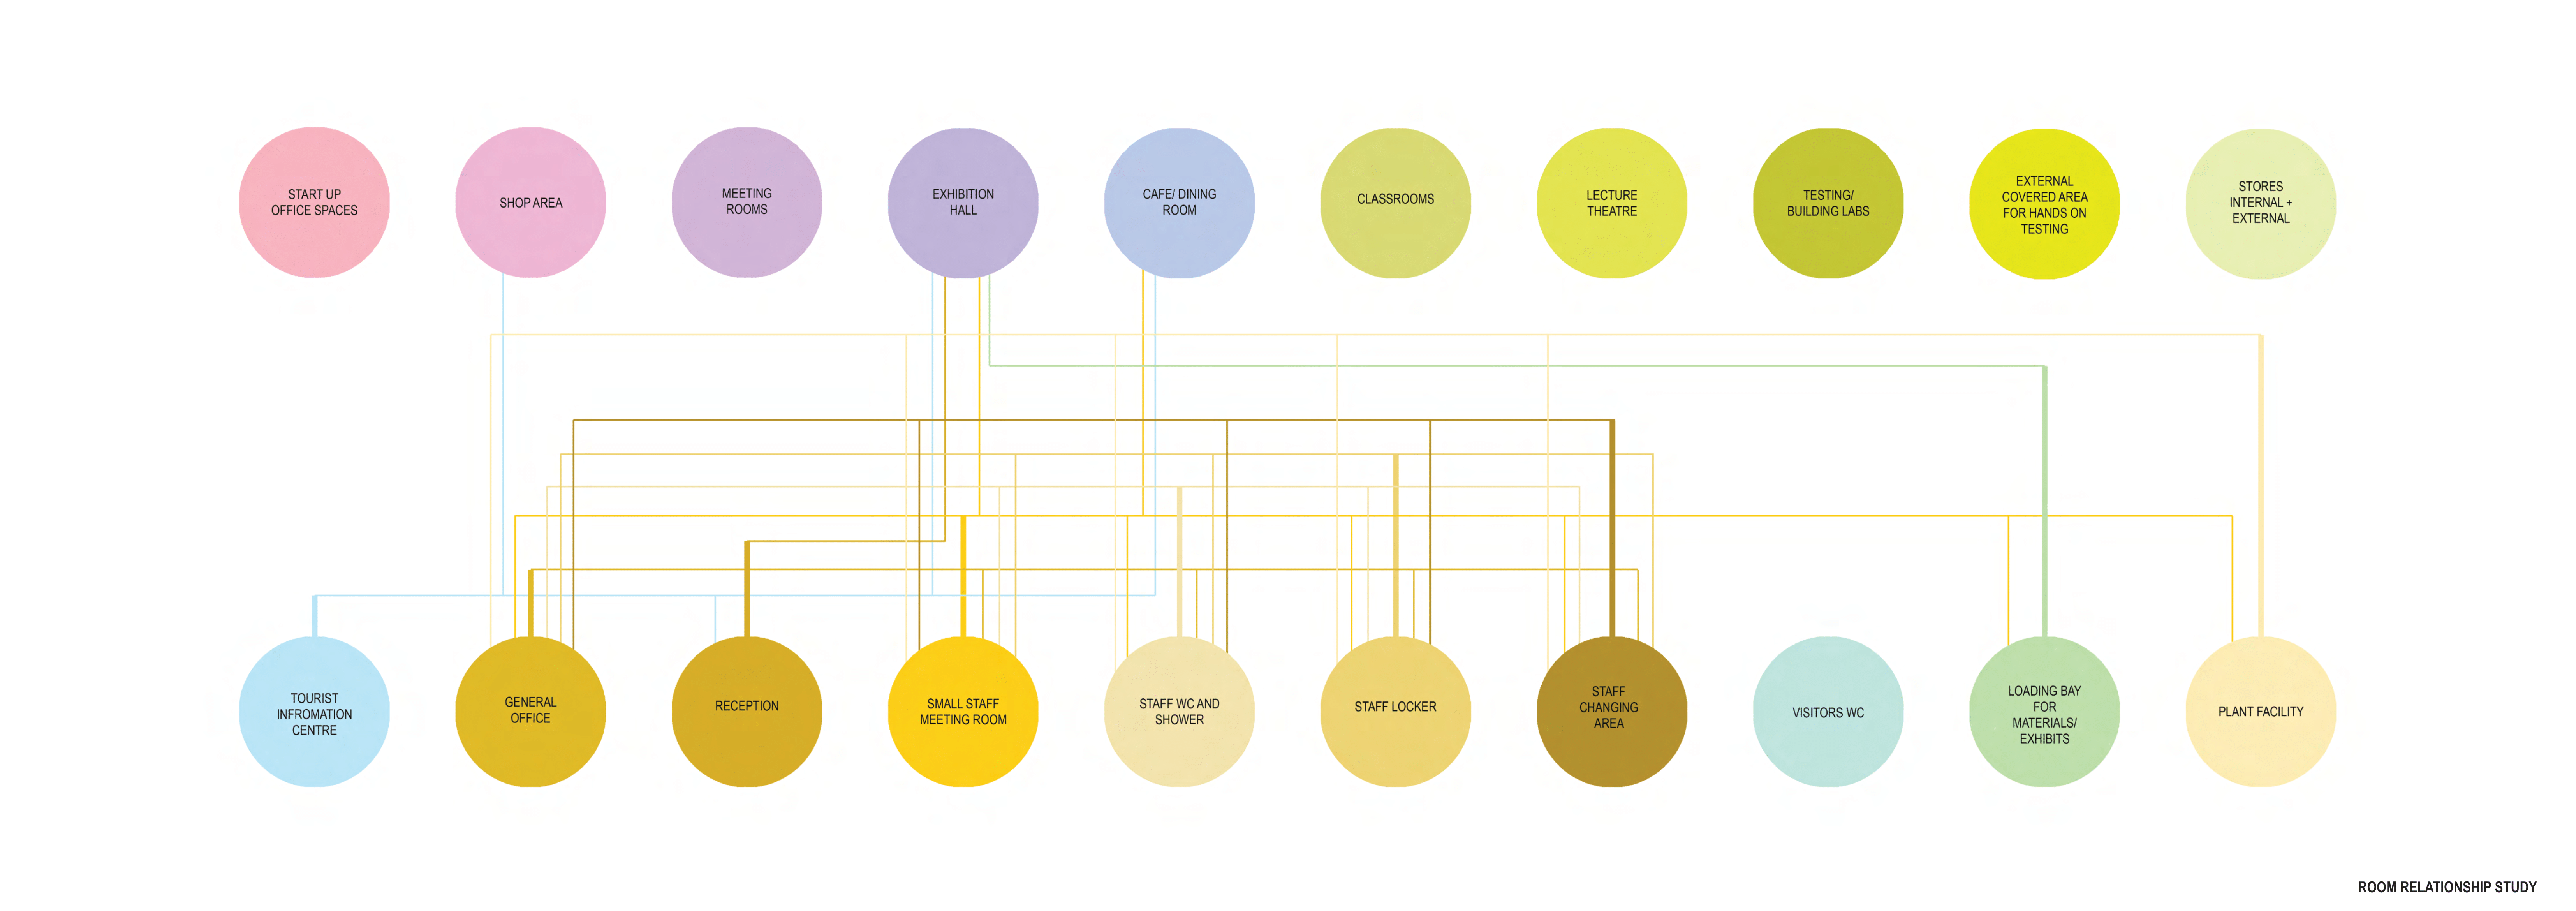 START UP
OFFICE SPACES
SHOP AREA
MEETING
ROOMS
EXHIBITION
HALL
CAFE/ DINING
ROOM
CLASSROOMS
LECTURE
THEATRE
TESTING/
BUILDING LABS
EXTERNAL
COVERED AREA
FOR HANDS ON
TESTING
STORES
INTERNAL +
EXTERNAL
TOURIST
INFROMATION
CENTRE
GENERAL
OFFICE
RECEPTION
SMALL STAFF
MEETING ROOM
STAFF WC AND
SHOWER
STAFF LOCKER
STAFF
CHANGING
AREA
VISITORS WC
LOADING BAY
FOR
MATERIALS/
EXHIBITS
PLANT FACILITY
ROOM RELATIONSHIP STUDY